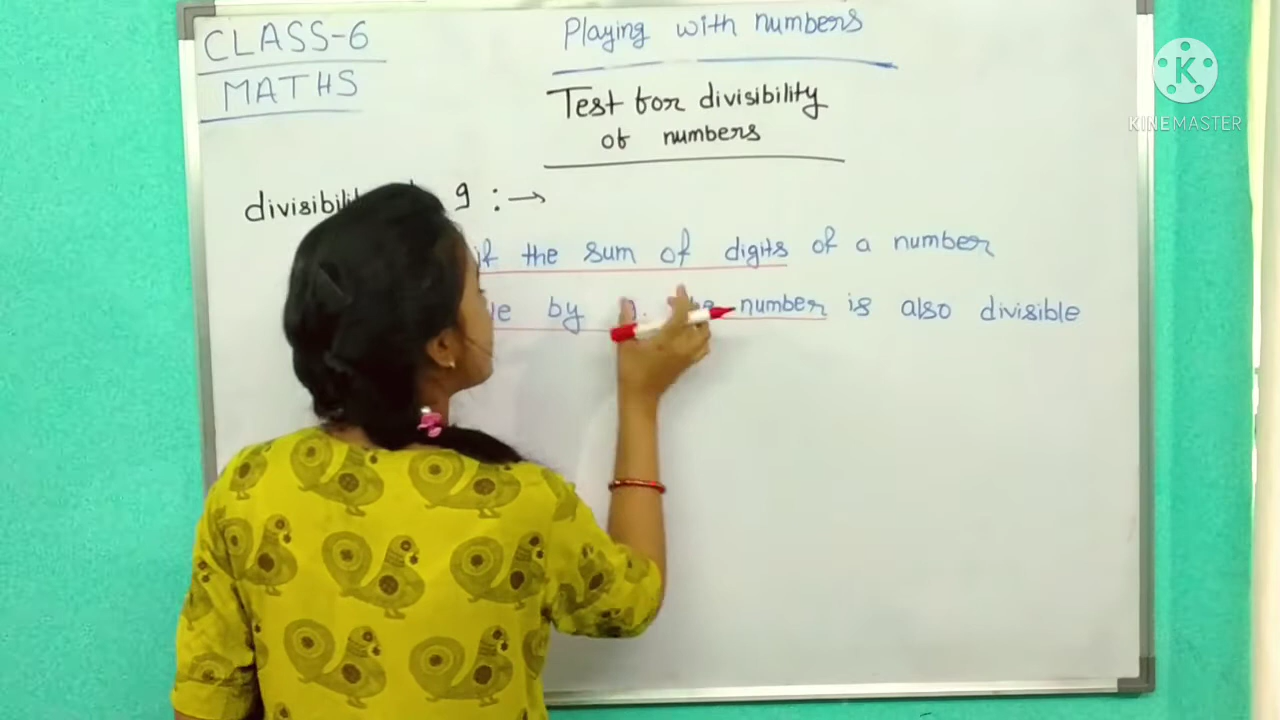 CLASS-6
MATHS
Playing with numbers
Test for divisibility
of numbers
9 :→
if the sum of digits of a number
by number is also divisible
KINEMASTER